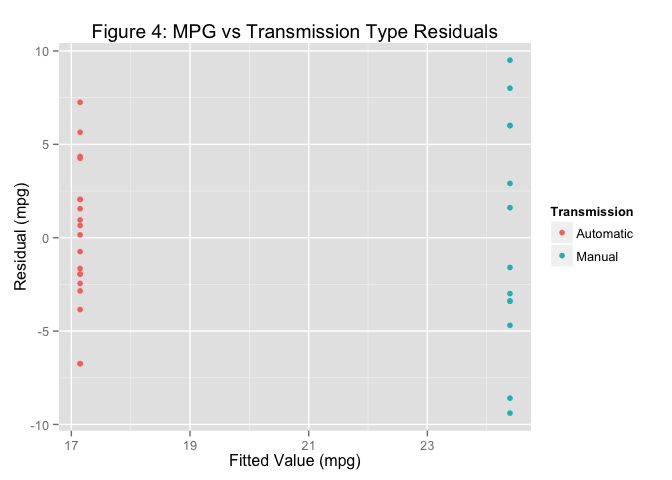 Figure 4: MPG vs Transmission Type Residuals
10
5
0
-5
-10
Residual (mpg)
17 19 21 23
Fitted Value (mpg)
Transmission
Automatic
Manual